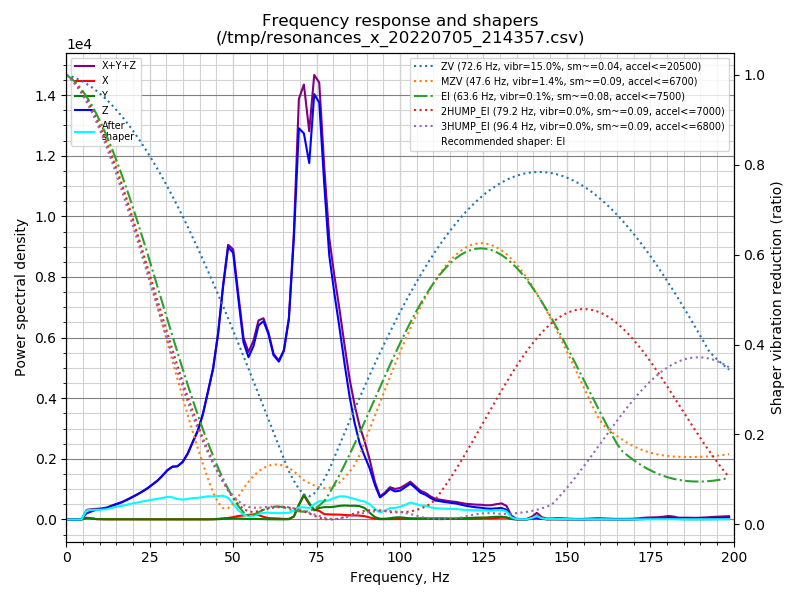 Frequency response and shapers
(/tmp/resonances_x_20220705_214357.csv)
1e4
X+Y+Z
X
Y
Z
After
shaper
ZV (72.6 Hz, vibr=15.0%, sm~=0.04, accel<=20500)
MZV (47.6 Hz, vibr=1.4%, sm~=0.09, accel<=6700)
EI (63.6 Hz, vibr=0.1%, sm~=0.08, accel<=7500)
2HUMP_EI (79.2 Hz, vibr=0.0%, sm~=0.09, accel<=7000)
3HUMP_EI (96.4 Hz, vibr=0.0%, sm~=0.09, accel<=6800)
Recommended shaper: EI
1.4
1.2
1.0
0.8
0.6
0.4
0.2
0.0
Power spectral density
1.0
0.8
0.6
0.4
0.2
0.0
Shaper vibration reduction (ratio)
0 25 50 75 100 125 150 175 200
Frequency, Hz